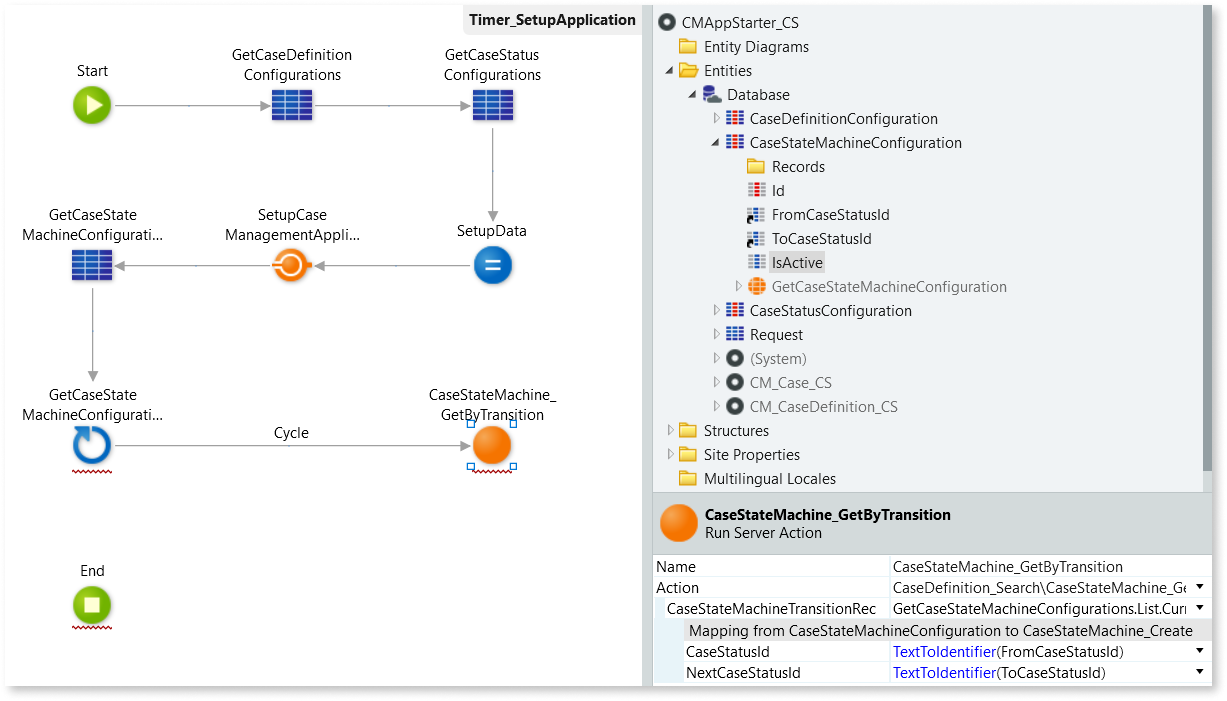 Timer_SetupApplication
Start
GetCaseDefinition
Configurations
GetCaseStatus
Configurations
GetCaseState
MachineConfigurati...
SetupCase
ManagementAppli...
SetupData
GetCaseState
MachineConfigurati...
Cycle
CaseStateMachine_
GetByTransition
End
CMAppStarter_CS
Entity Diagrams
Entities
Database
CaseDefinitionConfiguration
CaseStateMachineConfiguration
Records
Id
FromCaseStatusId
ToCaseStatusId
IsActive
GetCaseStateMachineConfiguration
CaseStatusConfiguration
Request
(System)
CM_Case_CS
CM_CaseDefinition_CS
Structures
Site Properties
Multilingual Locales
CaseStateMachine_GetByTransition
Run Server Action
Name CaseStateMachine_GetByTransition
Action CaseDefinition_Search\CaseStateMachine_Ge
CaseStateMachineTransitionRec GetCaseStateMachineConfigurations.List.Curr
Mapping from CaseStateMachineConfiguration to CaseStateMachine_Create
CaseStatusId TextToIdentifier(FromCaseStatusId)
NextCaseStatusId TextToIdentifier(ToCaseStatusId)